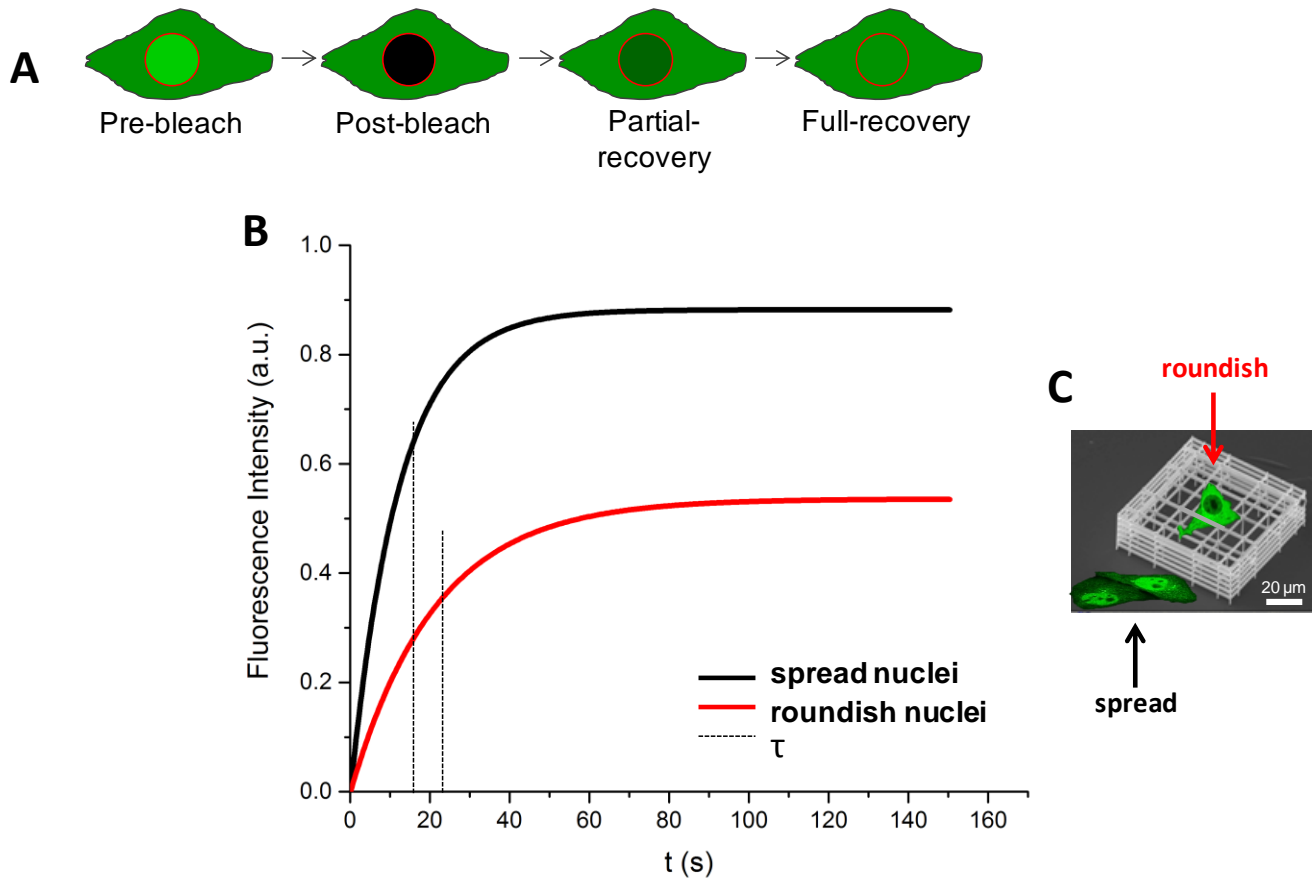 A
Pre-bleach
Post-bleach
Partial-
recovery
Full-recovery
B
Fluorescence Intensity (a.u.)
1.0
0.8
0.6
0.4
0.2
0.0
0
20
40
60
80
100
120
140
160
t (s)
spread nuclei
roundish nuclei
τ
C
roundish
20 µm
spread